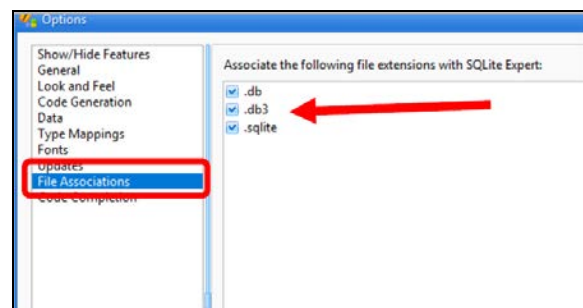 Options
Show/Hide Features
General
Look and Feel
Code Generation
Data
Type Mappings
Fonts
Updates
File Associations
Code Completion
Associate the following file extensions with SQLite Expert:
.db
.db3
.sqlite